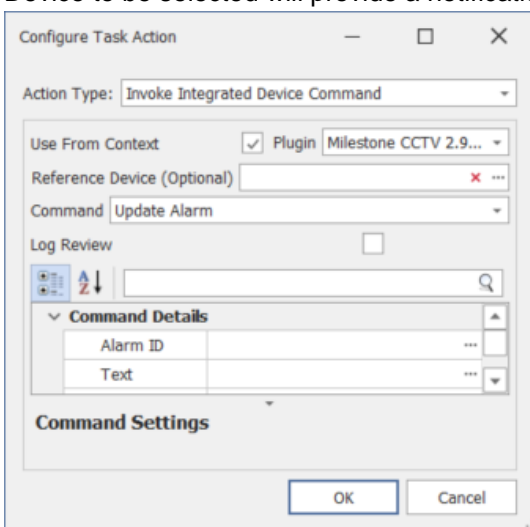 Configure Task Action
Action Type: Invoke Integrated Device Command
Use From Context Plugin Milestone CCTV 2.9...
Reference Device (Optional)
Command Update Alarm
Log Review
Command Details
Alarm ID
Text
Command Settings
OK Cancel